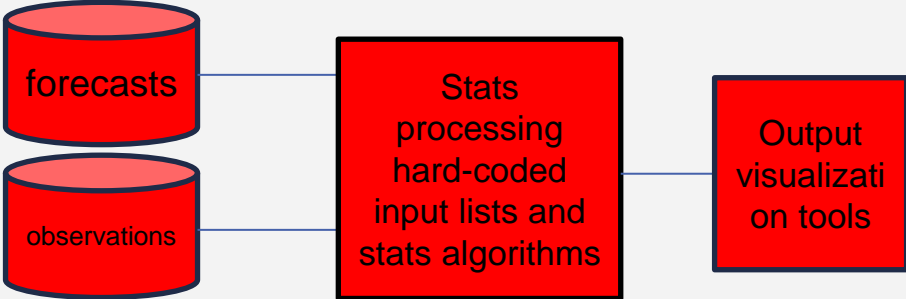 forecasts
observations
Stats
processing
hard-coded
input lists and
stats algorithms
Output
visualizati
on tools